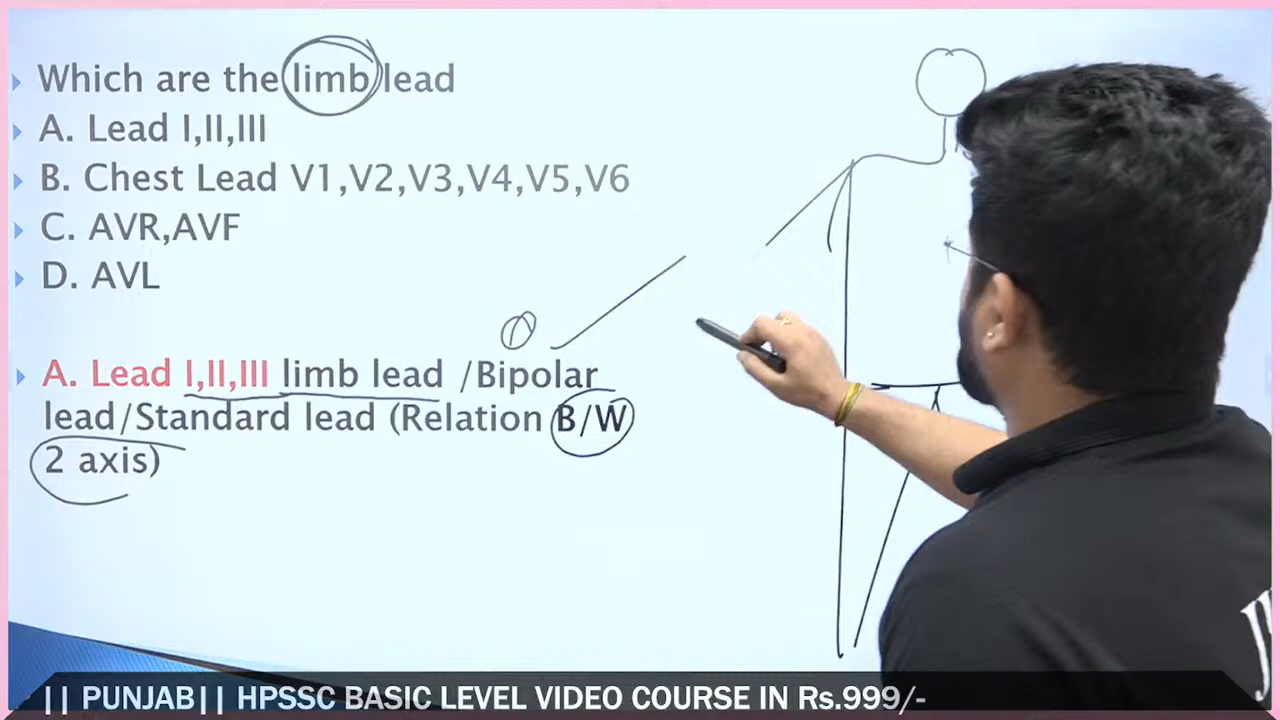 Which are the limb lead
A. Lead I,II,III
B. Chest Lead V1,V2,V3,V4,V5,V6
C. AVR,AVF
D. AVL
A. Lead I,II,III limb lead /Bipolar
lead/Standard lead (Relation B/W
2 axis)
|| PUNJAB|| HPSSC BASIC LEVEL VIDEO COURSE IN Rs.999/-